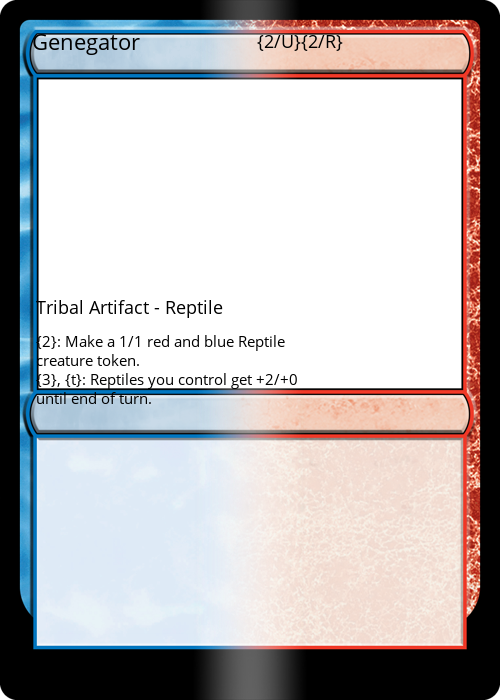 Genegator {2/U}{2/R}
Tribal Artifact - Reptile
{2}: Make a 1/1 red and blue Reptile
creature token.
{3}, {t}: Reptiles you control get +2/+0
until end of turn.